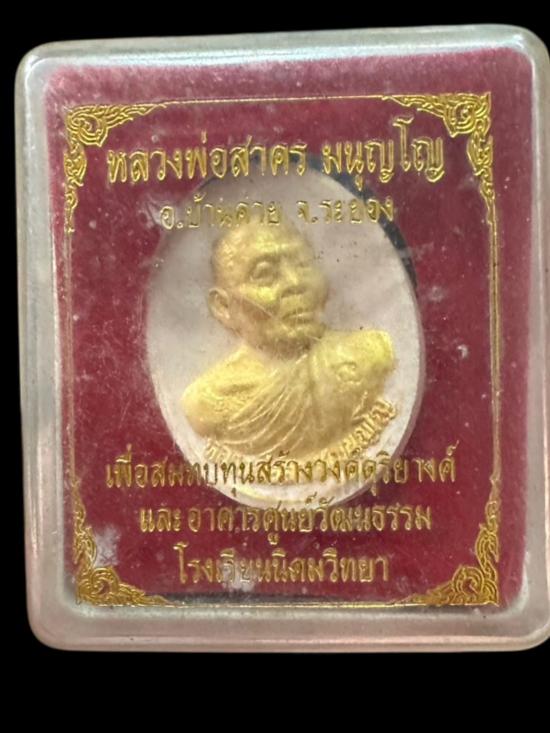 หลวงพ่อสาคร มนุญโญ
อ.บ้านค่าย จ.ระยอง
เพื่อสมทบทุนสร้างวงศ์ดุริยางค์
และอาคารศูนย์วัฒนธรรม
โรงเรียนนิคมวิทยา